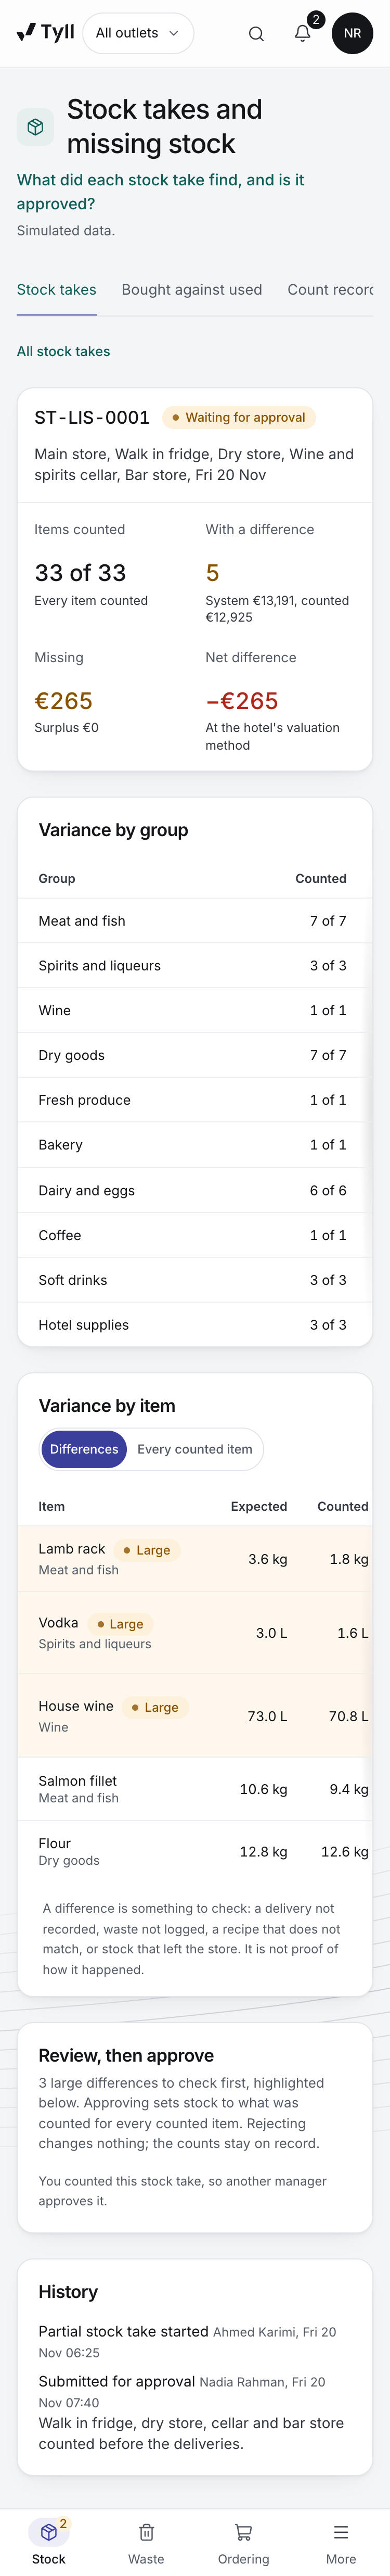 Tyll All outlets 2 NR
Stock takes and
missing stock
What did each stock take find, and is it
approved?
Simulated data.
Stock takes Bought against used Count record
All stock takes
ST-LIS-0001 Waiting for approval
Main store, Walk in fridge, Dry store, Wine and
spirits cellar, Bar store, Fri 20 Nov
Items counted With a difference
33 of 33 5
Every item counted System €13,191, counted
€12,925
Missing Net difference
€265 −€265
Surplus €0 At the hotel's valuation
method
Variance by group
Group Counted
Meat and fish 7 of 7
Spirits and liqueurs 3 of 3
Wine 1 of 1
Dry goods 7 of 7
Fresh produce 1 of 1
Bakery 1 of 1
Dairy and eggs 6 of 6
Coffee 1 of 1
Soft drinks 3 of 3
Hotel supplies 3 of 3
Variance by item
Differences Every counted item
Item Expected Counted
Lamb rack Large 3.6 kg 1.8 kg
Meat and fish
Vodka Large 3.0 L 1.6 L
Spirits and liqueurs
House wine Large 73.0 L 70.8 L
Wine
Salmon fillet 10.6 kg 9.4 kg
Meat and fish
Flour 12.8 kg 12.6 kg
Dry goods
A difference is something to check: a delivery not
recorded, waste not logged, a recipe that does not
match, or stock that left the store. It is not proof of
how it happened.
Review, then approve
3 large differences to check first, highlighted
below. Approving sets stock to what was
counted for every counted item. Rejecting
changes nothing; the counts stay on record.
You counted this stock take, so another manager
approves it.
History
Partial stock take started Ahmed Karimi, Fri 20
Nov 06:25
Submitted for approval Nadia Rahman, Fri 20
Nov 07:40
Walk in fridge, dry store, cellar and bar store
counted before the deliveries.
2
Stock Waste Ordering More